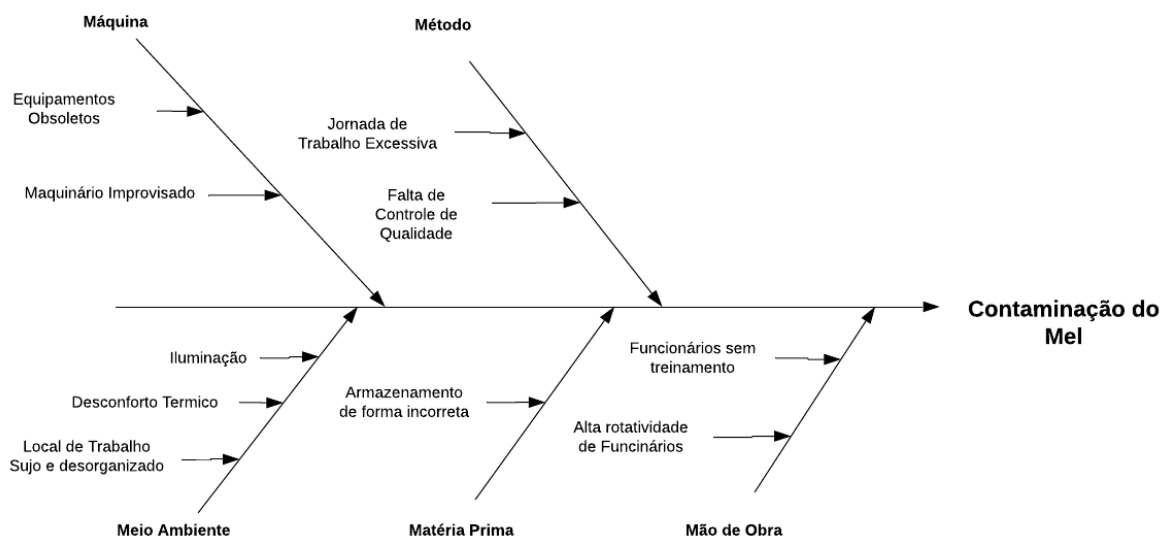 Máquina
Método
Equipamentos
Obsoletos
Jornada de
Trabalho Excessiva
Maquinário Improvisado
Falta de
Controle de
Qualidade
Contaminação do
Mel
Iluminação
Funcionários sem
treinamento
Desconforto Termico
Armazenamento
de forma incorreta
Local de Trabalho
Sujo e desorganizado
Alta rotatividade
de Funcinários
Meio Ambiente
Matéria Prima
Mão de Obra